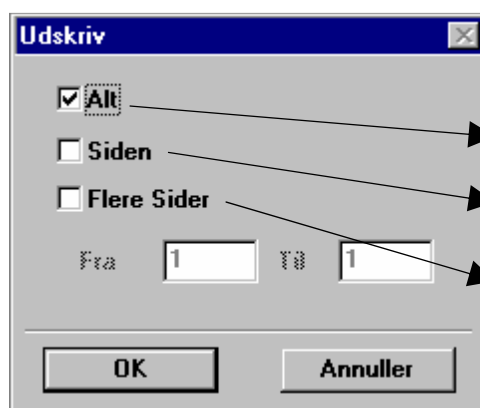 Udskriv
Alt
Siden
Flere Sider
Fra 1 Til 1
OK Annuller